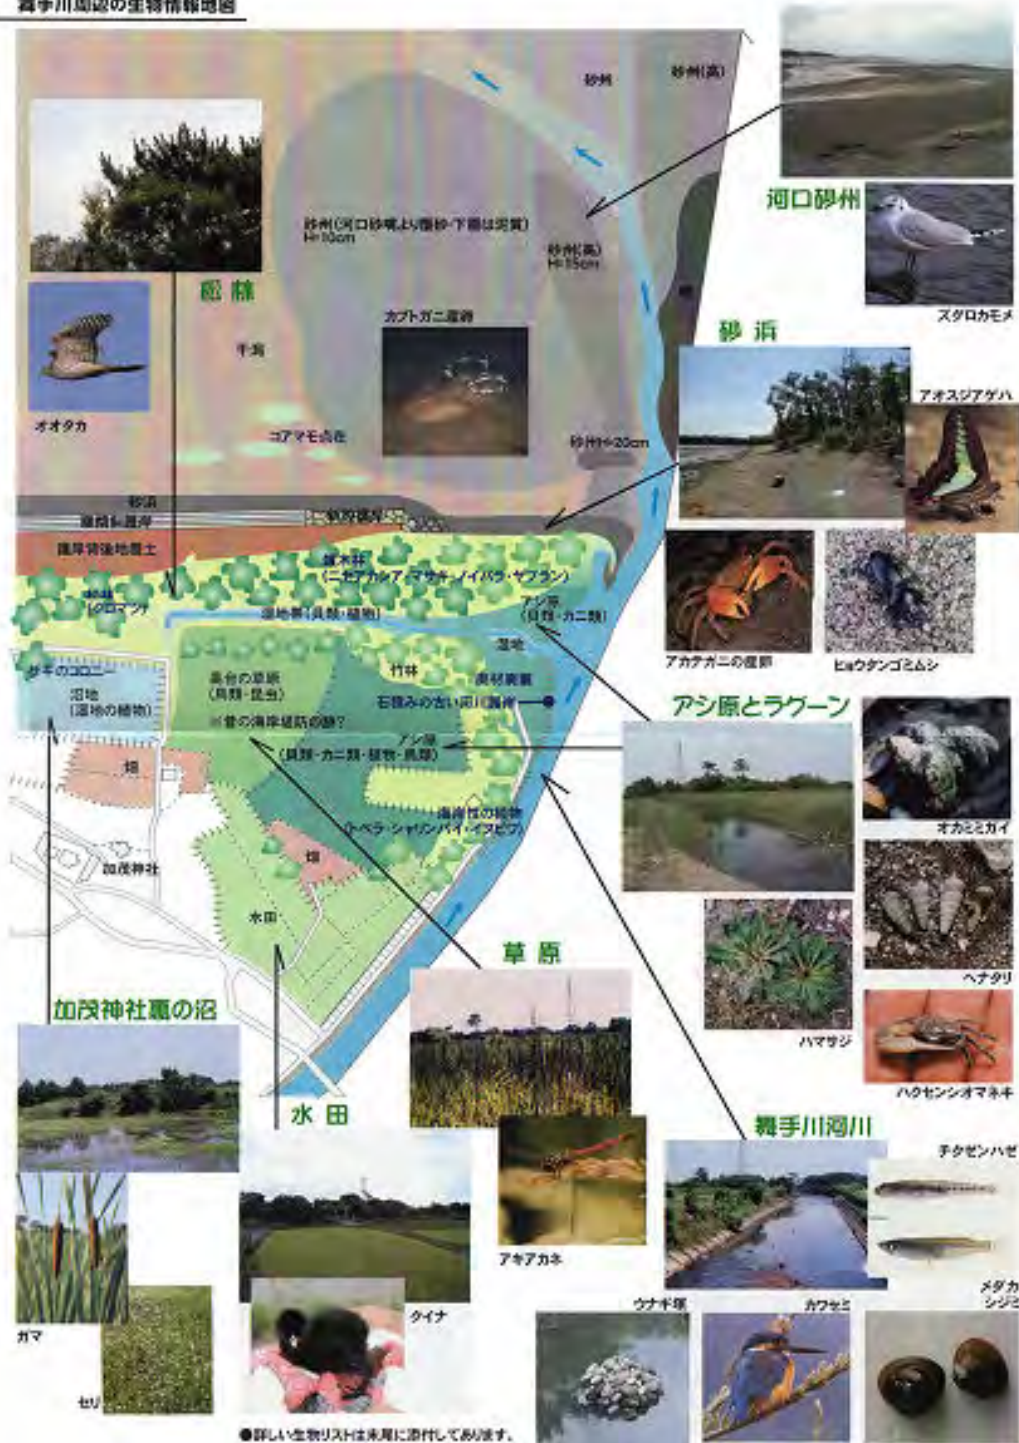 舞手川周辺の生物情報地図
砂州
砂州(高)
河口砂州
ズグロカモメ
砂州(河口砂嘴より細砂・下層は泥質)
H=10cm
砂州(高)
H=15cm
松林
オオタカ
干潟
カブトガニ産卵
コアマモ点在
砂州H=20cm
砂浜
アオスジアゲハ
アカテガニの産卵
ヒョウタンゴミムシ
砂浜
護岸背後地盛土
雑木林
(ニセアカシア・マサキ・ノイバラ・ヤブラン)
(クロマツ)
湿地帯(貝類・植物)
アシ原
(貝類・カニ類)
湿地
サギのコロニー
沼地
(湿地の植物)
高台の草原
(鳥類・昆虫)
※昔の海岸堤防の跡?
竹林
石積みの古い河川護岸
アシ原
(貝類・カニ類・植物・鳥類)
海岸性の植物
(トベラ・シャリンバイ・イヌビワ)
畑
畑
加茂神社
水田
アシ原とラグーン
オカミミガイ
ヘナタリ
ハマサジ
ハクセンシオマネキ
加茂神社裏の沼
ガマ
セリ
水田
クイナ
草原
アキアカネ
舞手川河川
チクゼンハゼ
メダカ
シジミ
ウナギ塚
カワセミ
●詳しい生物リストは末尾に添付してあります。